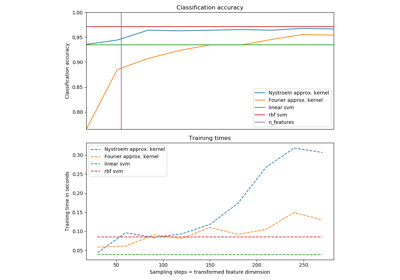 Classification accuracy
1.00
0.95
0.90
0.85
0.80
Classification accuracy
Nystroem approx. kernel
Fourier approx. kernel
linear svm
rbf svm
n_features
Training times
0.30
0.25
0.20
0.15
0.10
0.05
Training time in seconds
Nystroem approx. kernel
Fourier approx. kernel
linear svm
rbf svm
50
100
150
200
250
Sampling steps = transformed feature dimension